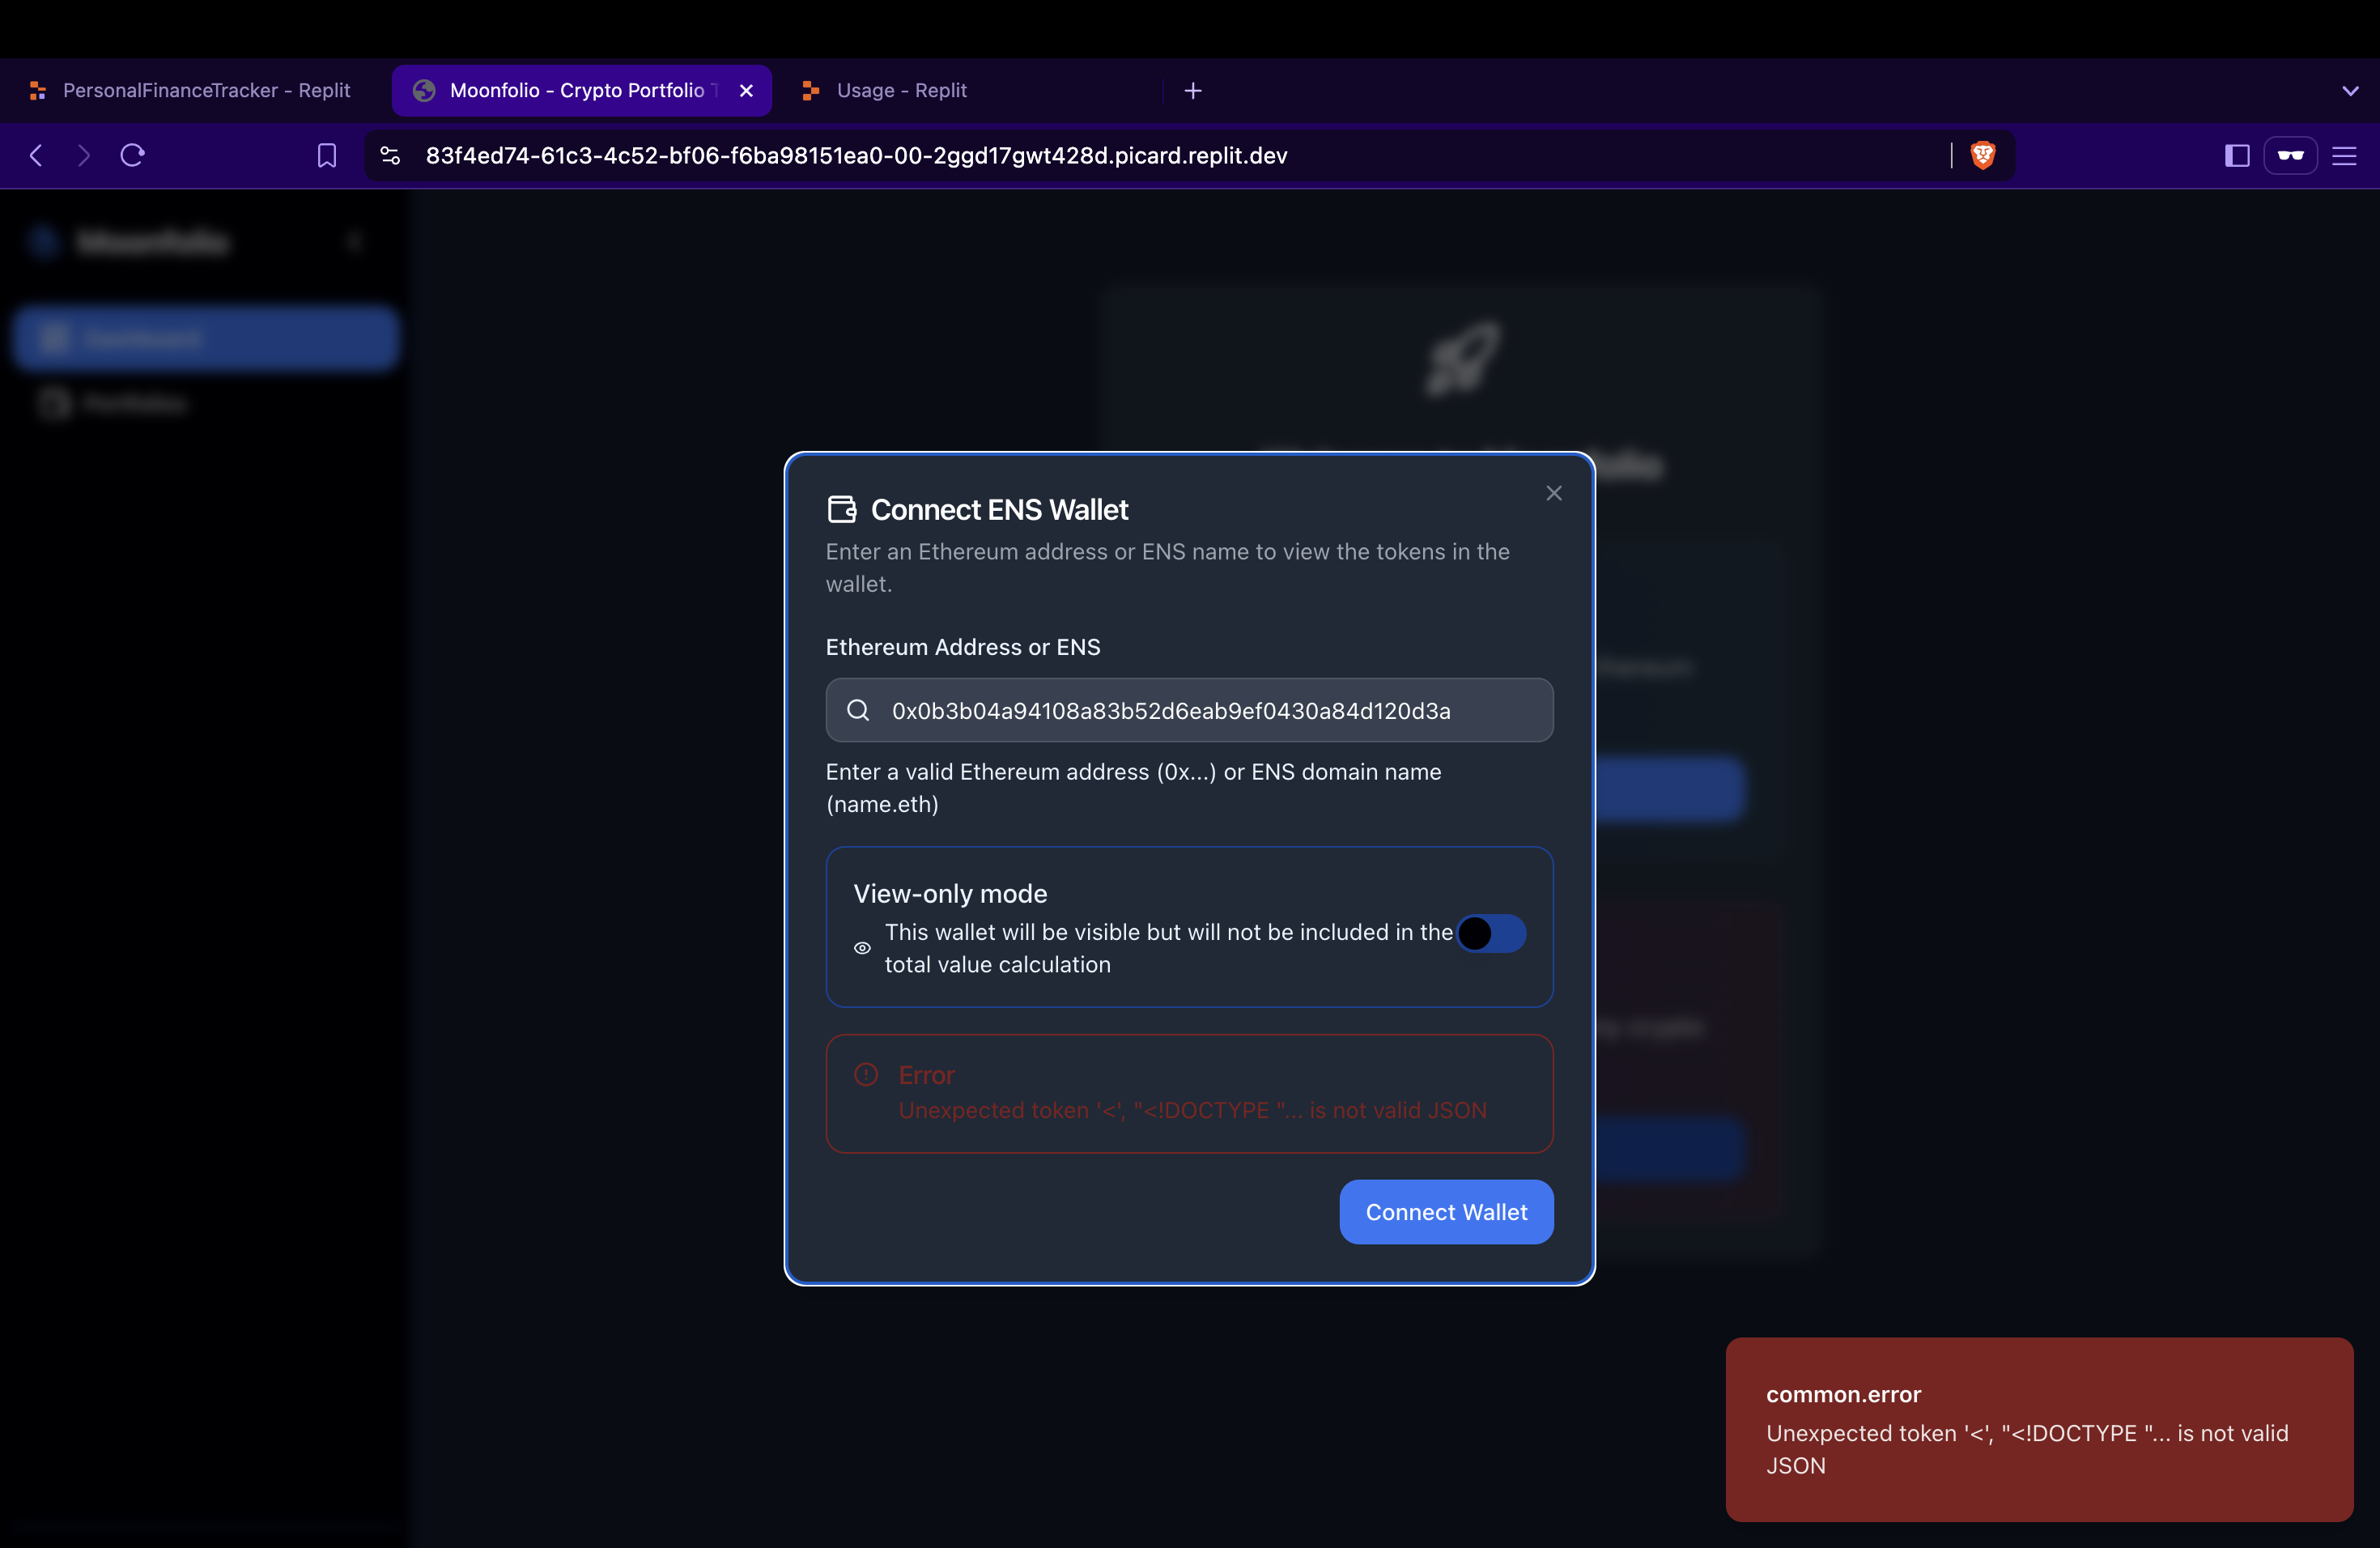 PersonalFinanceTracker - Replit
Moonfolio - Crypto Portfolio T
Usage - Replit
83f4ed74-61c3-4c52-bf06-f6ba98151ea0-00-2ggd17gwt428d.picard.replit.dev
Moonfolio
Dashboard
Portfolios
Connect ENS Wallet
Enter an Ethereum address or ENS name to view the tokens in the
wallet.
Ethereum Address or ENS
0x0b3b04a94108a83b52d6eab9ef0430a84d120d3a
Enter a valid Ethereum address (0x...) or ENS domain name
(name.eth)
View-only mode
This wallet will be visible but will not be included in the
total value calculation
Error
Unexpected token '<', "<!DOCTYPE "... is not valid JSON
Connect Wallet
common.error
Unexpected token '<', "<!DOCTYPE "... is not valid
JSON